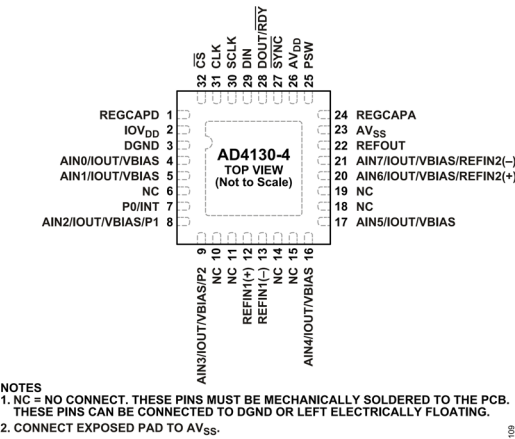 32 C̅S̅
31 CLK
30 SCLK
29 DIN
28 DOUT/R̅D̅Y̅
27 S̅Y̅N̅C̅
26 AVDD
25 PSW
REGCAPD 1
IOVDD 2
DGND 3
AIN0/IOUT/VBIAS 4
AIN1/IOUT/VBIAS 5
NC 6
P0/INT 7
AIN2/IOUT/VBIAS/P1 8
AD4130-4
TOP VIEW
(Not to Scale)
24 REGCAPA
23 AVSS
22 REFOUT
21 AIN7/IOUT/VBIAS/REFIN2(–)
20 AIN6/IOUT/VBIAS/REFIN2(+)
19 NC
18 NC
17 AIN5/IOUT/VBIAS
AIN3/IOUT/VBIAS/P2 9
NC 10
NC 11
REFIN1(+) 12
REFIN1(–) 13
NC 14
NC 15
AIN4/IOUT/VBIAS 16
NOTES
1. NC = NO CONNECT. THESE PINS MUST BE MECHANICALLY SOLDERED TO THE PCB.
THESE PINS CAN BE CONNECTED TO DGND OR LEFT ELECTRICALLY FLOATING.
2. CONNECT EXPOSED PAD TO AVSS.
109